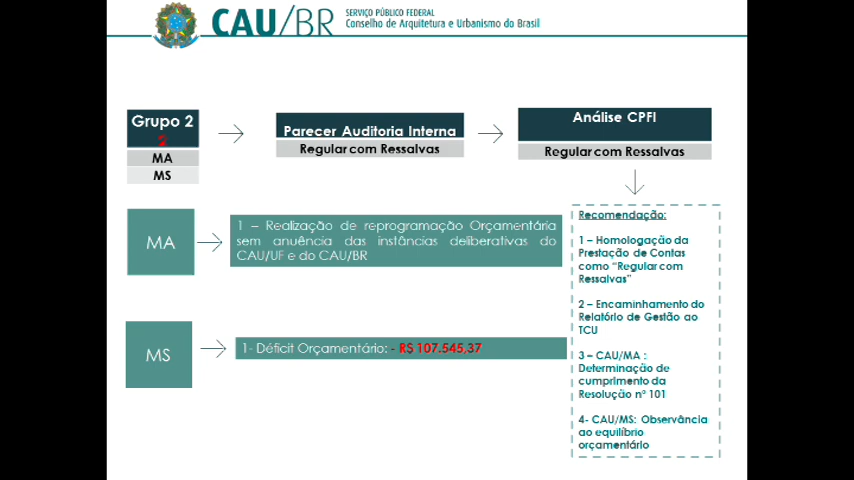 CAU/BR
SERVIÇO PÚBLICO FEDERAL
Conselho de Arquitetura e Urbanismo do Brasil
Grupo 2
2
MA
MS
Parecer Auditoria Interna
Regular com Ressalvas
Análise CPFI
Regular com Ressalvas
MA
1 – Realização de reprogramação Orçamentária
sem anuência das instâncias deliberativas do
CAU/UF e do CAU/BR
MS
1- Déficit Orçamentário: - R$ 107.545,37
Recomendação:
1 – Homologação da
Prestação de Contas
como “Regular com
Ressalvas”
2 – Encaminhamento do
Relatório de Gestão ao
TCU
3 – CAU/MA :
Determinação de
cumprimento da
Resolução nº 101
4- CAU/MS: Observância
ao equilíbrio
orçamentário